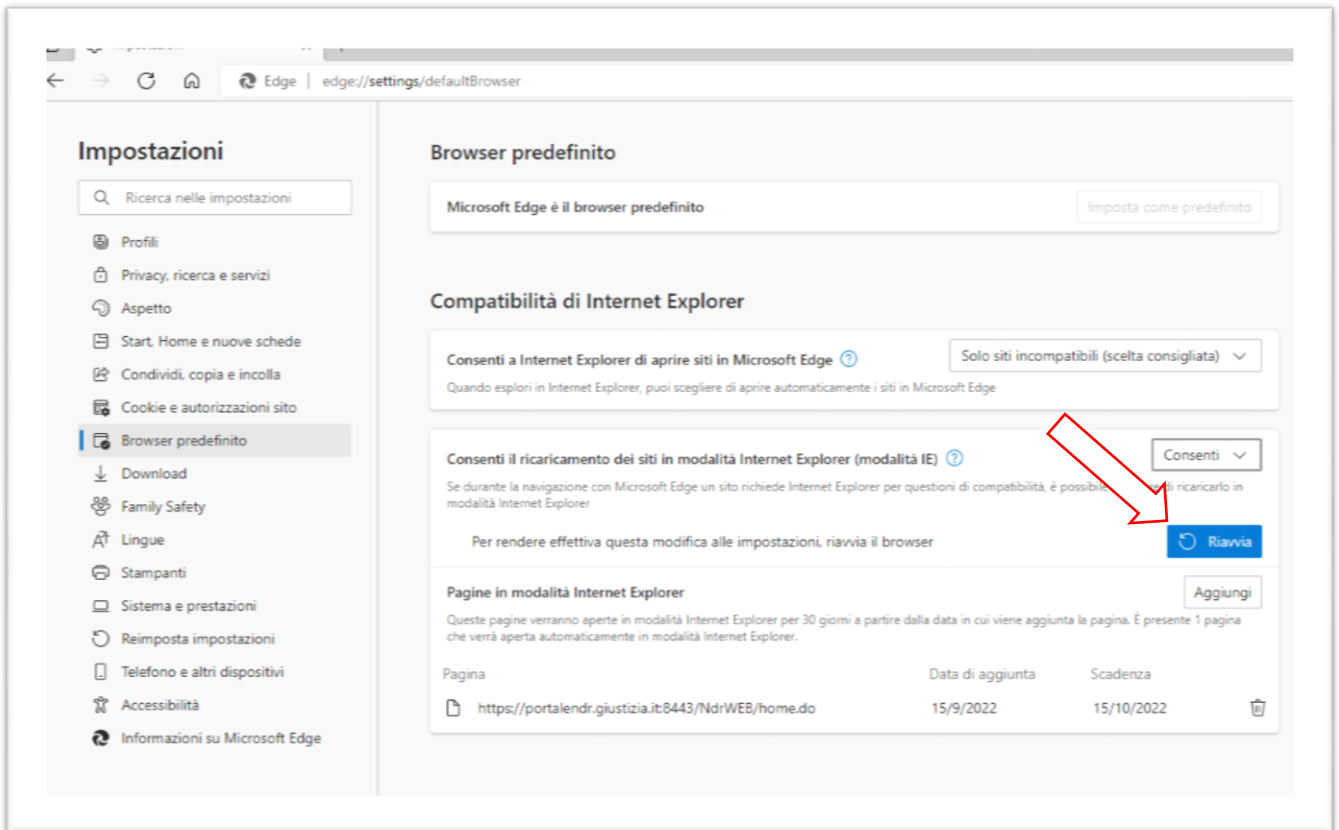 Edge | edge://settings/defaultBrowser
Impostazioni
Ricerca nelle impostazioni
Profili
Privacy, ricerca e servizi
Aspetto
Start, Home e nuove schede
Condividi, copia e incolla
Cookie e autorizzazioni sito
Browser predefinito
Download
Family Safety
Lingue
Stampanti
Sistema e prestazioni
Reimposta impostazioni
Telefono e altri dispositivi
Accessibilità
Informazioni su Microsoft Edge
Browser predefinito
Microsoft Edge è il browser predefinito
Imposta come predefinito
Compatibilità di Internet Explorer
Consenti a Internet Explorer di aprire siti in Microsoft Edge
Solo siti incompatibili (scelta consigliata)
Quando esplori in Internet Explorer, puoi scegliere di aprire automaticamente i siti in Microsoft Edge
Consenti il ricaricamento dei siti in modalità Internet Explorer (modalità IE)
Consenti
Se durante la navigazione con Microsoft Edge un sito richiede Internet Explorer per questioni di compatibilità, è di ricaricarlo in
modalità Internet Explorer
Per rendere effettiva questa modifica alle impostazioni, riavvia il browser
Riavvia
Pagine in modalità Internet Explorer
Aggiungi
Queste pagine verranno aperte in modalità Internet Explorer per 30 giorni a partire dalla data in cui viene aggiunta la pagina. È presente 1 pagina
che verrà aperta automaticamente in modalità Internet Explorer.
Pagina Data di aggiunta Scadenza
https://portalendr.giustizia.it:8443/NdrWEB/home.do 15/9/2022 15/10/2022